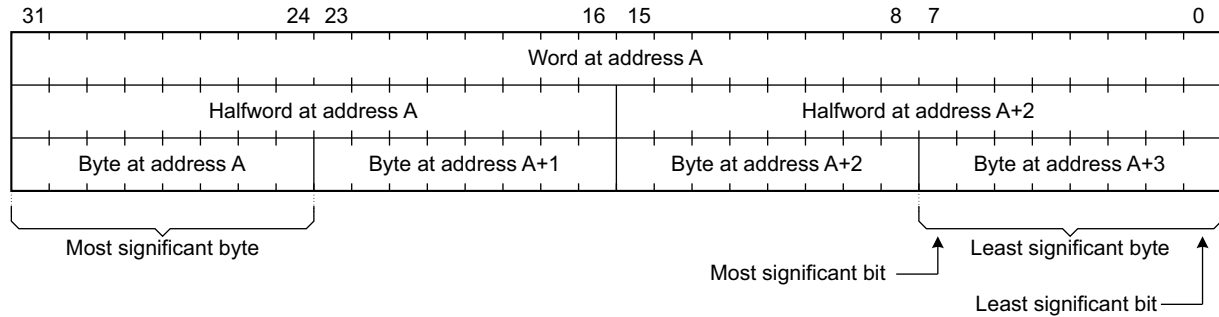 31 24 23 16 15 8 7 0
Word at address A
Halfword at address A Halfword at address A+2
Byte at address A Byte at address A+1 Byte at address A+2 Byte at address A+3
Most significant byte Least significant byte
Most significant bit
Least significant bit